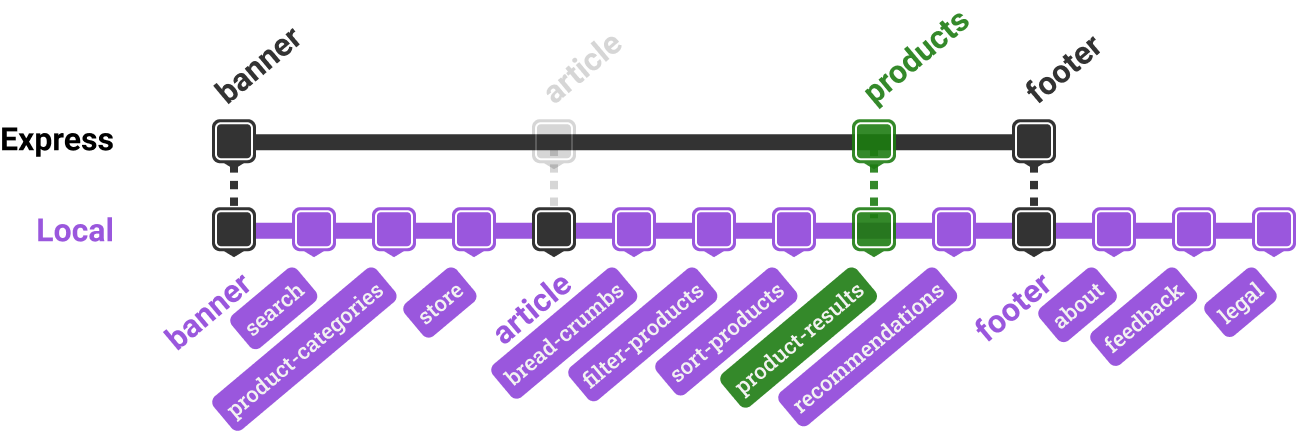 banner
article
products
footer
Express
Local
banner
search
product-categories
store
article
bread-crumbs
filter-products
sort-products
product-results
recommendations
footer
about
feedback
legal